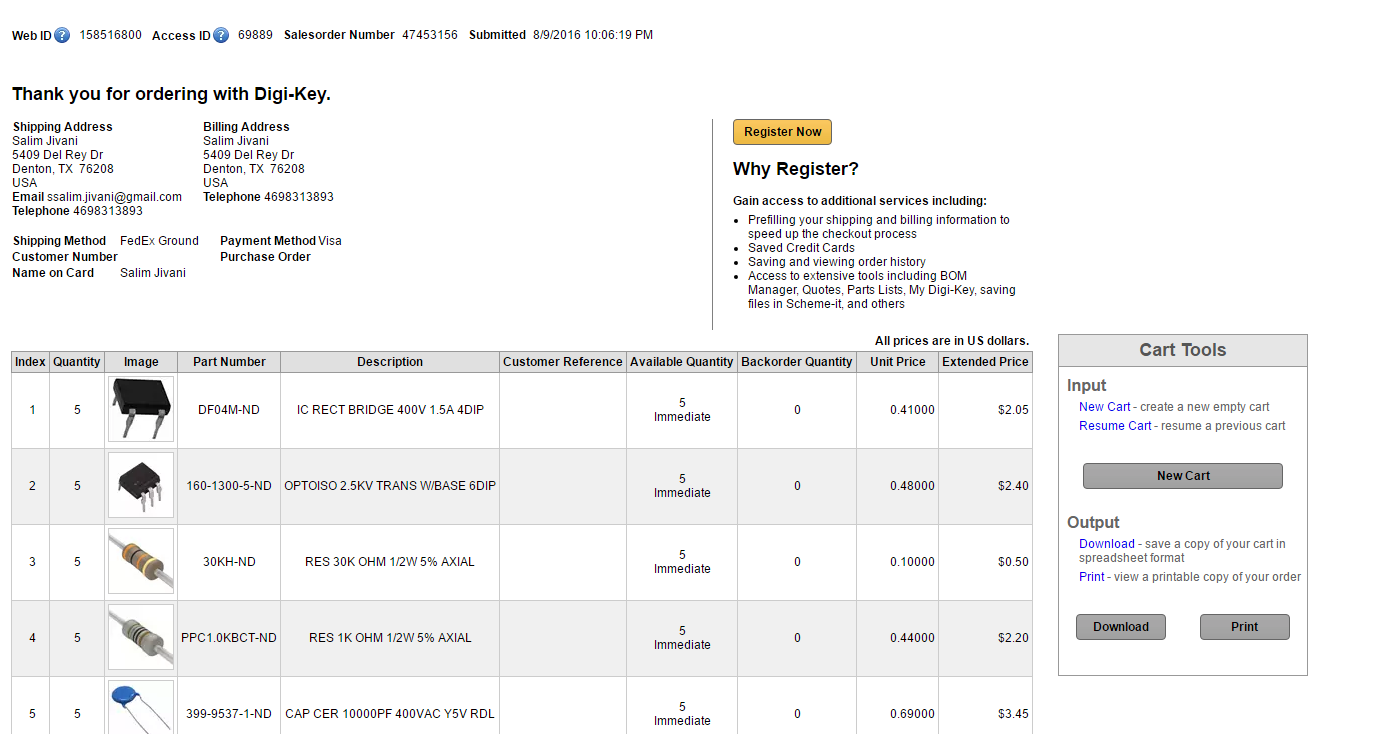 Web ID ? 158516800 Access ID ? 69889 Salesorder Number 47453156 Submitted 8/9/2016 10:06:19 PM
Thank you for ordering with Digi-Key.
Shipping Address
Salim Jivani
5409 Del Rey Dr
Denton, TX 76208
USA
Email ssalim.jivani@gmail.com
Telephone 4698313893
Billing Address
Salim Jivani
5409 Del Rey Dr
Denton, TX 76208
USA
Telephone 4698313893
Shipping Method FedEx Ground Payment Method Visa
Customer Number Purchase Order
Name on Card Salim Jivani
Register Now
Why Register?
Gain access to additional services including:
• Prefilling your shipping and billing information to
speed up the checkout process
• Saved Credit Cards
• Saving and viewing order history
• Access to extensive tools including BOM
Manager, Quotes, Parts Lists, My Digi-Key, saving
files in Scheme-it, and others
All prices are in US dollars.
Index Quantity Image Part Number Description Customer Reference Available Quantity Backorder Quantity Unit Price Extended Price
1 5 DF04M-ND IC RECT BRIDGE 400V 1.5A 4DIP 5 Immediate 0 0.41000 $2.05
2 5 160-1300-5-ND OPTOISO 2.5KV TRANS W/BASE 6DIP 5 Immediate 0 0.48000 $2.40
3 5 30KH-ND RES 30K OHM 1/2W 5% AXIAL 5 Immediate 0 0.10000 $0.50
4 5 PPC1.0KBCT-ND RES 1K OHM 1/2W 5% AXIAL 5 Immediate 0 0.44000 $2.20
5 5 399-9537-1-ND CAP CER 10000PF 400VAC Y5V RDL 5 Immediate 0 0.69000 $3.45
Cart Tools
Input
New Cart - create a new empty cart
Resume Cart - resume a previous cart
New Cart
Output
Download - save a copy of your cart in
spreadsheet format
Print - view a printable copy of your order
Download Print